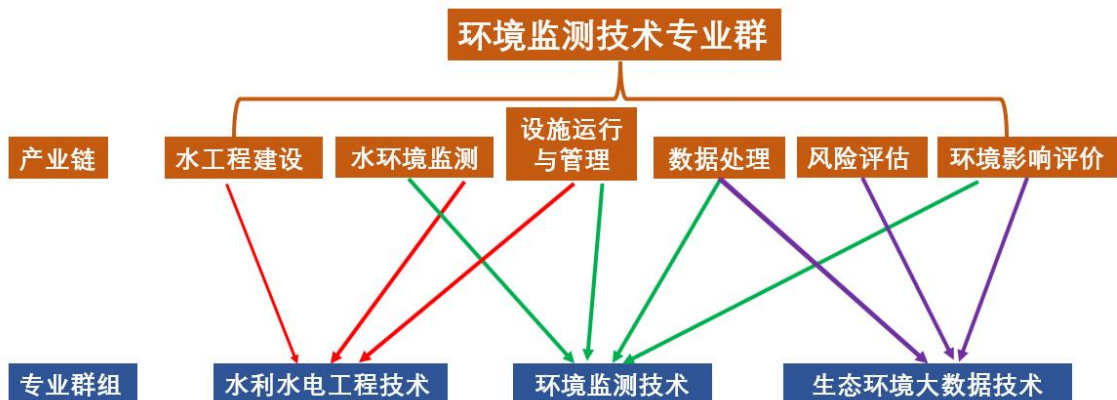 环境监测技术专业群
产业链
水工程建设
水环境监测
设施运行
与管理
数据处理
风险评估
环境影响评价
专业群组
水利水电工程技术
环境监测技术
生态环境大数据技术